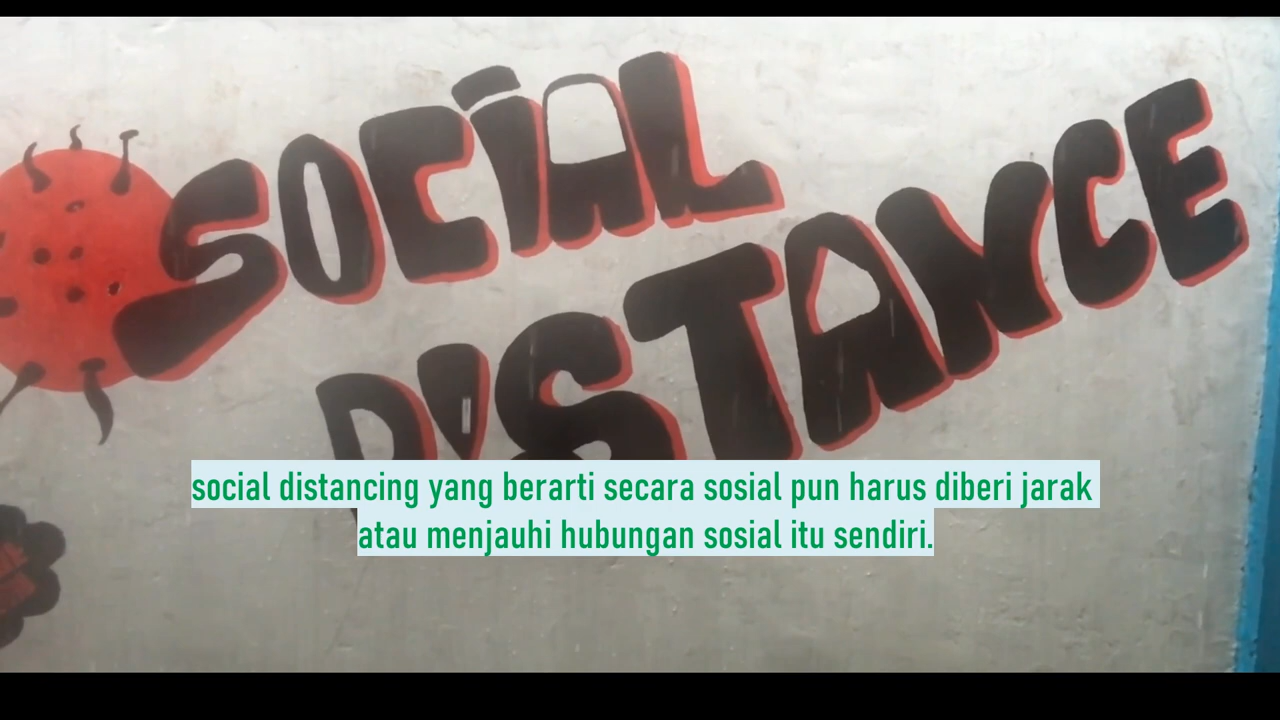 SOCIAL
DISTANCE
social distancing yang berarti secara sosial pun harus diberi jarak
atau menjauhi hubungan sosial itu sendiri.